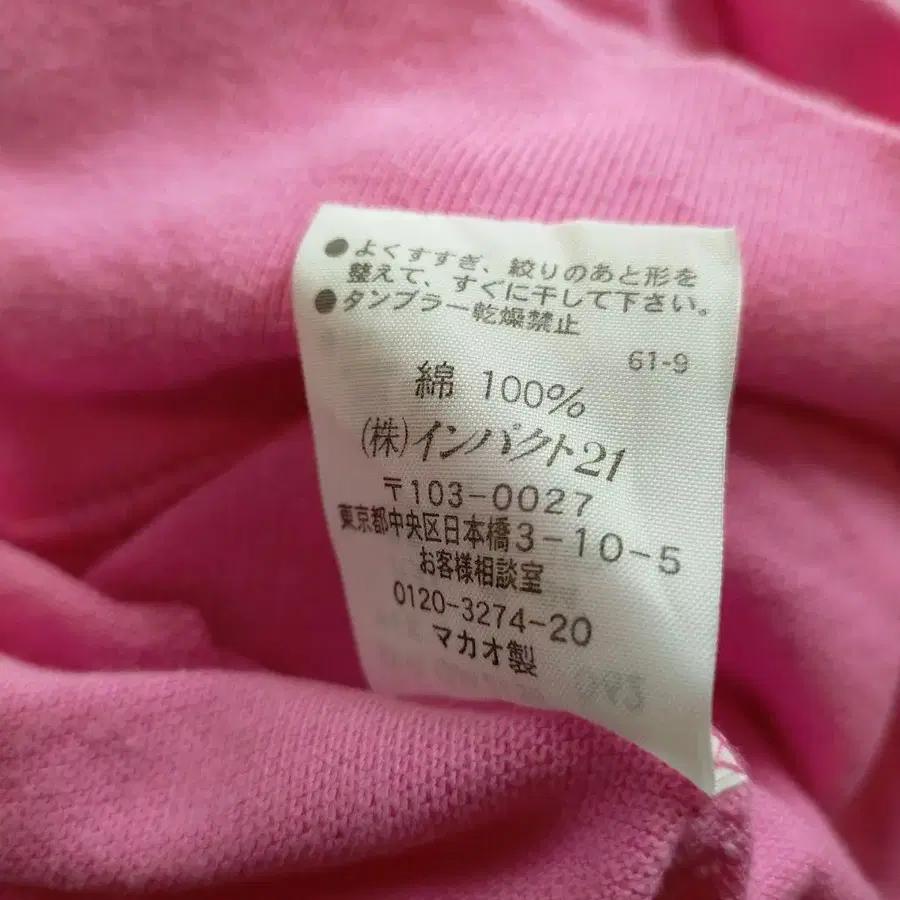 ●よくすすぎ、絞りのあと形を
整えて、すぐに干して下さい。
●タンブラー乾燥禁止
61-9
綿 100%
(株)インパクト21
〒103-0027
東京都中央区日本橋3-10-5
お客様相談室
0120-3274-20
マカオ製